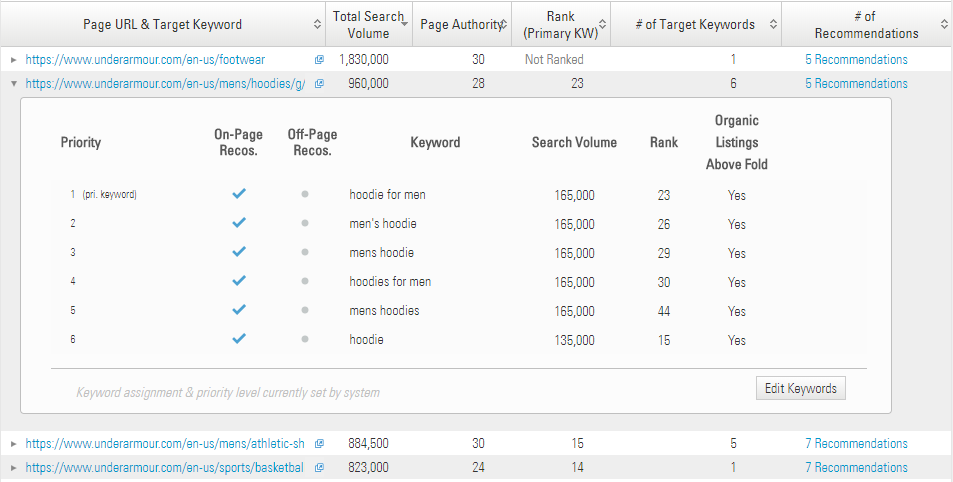 Page URL & Target Keyword Total Search Volume Page Authority Rank (Primary KW) # of Target Keywords # of Recommendations
https://www.underarmour.com/en-us/footwear 1,830,000 30 Not Ranked 1 5 Recommendations
https://www.underarmour.com/en-us/mens/hoodies/g/ 960,000 28 23 6 5 Recommendations
Priority On-Page Recos. Off-Page Recos. Keyword Search Volume Rank Organic Listings Above Fold
1 (pri. keyword) hoodie for men 165,000 23 Yes
2 men's hoodie 165,000 26 Yes
3 mens hoodie 165,000 29 Yes
4 hoodies for men 165,000 30 Yes
5 mens hoodies 165,000 44 Yes
6 hoodie 135,000 15 Yes
Keyword assignment & priority level currently set by system Edit Keywords
https://www.underarmour.com/en-us/mens/athletic-sh 884,500 30 15 5 7 Recommendations
https://www.underarmour.com/en-us/sports/basketbal 823,000 24 14 1 7 Recommendations